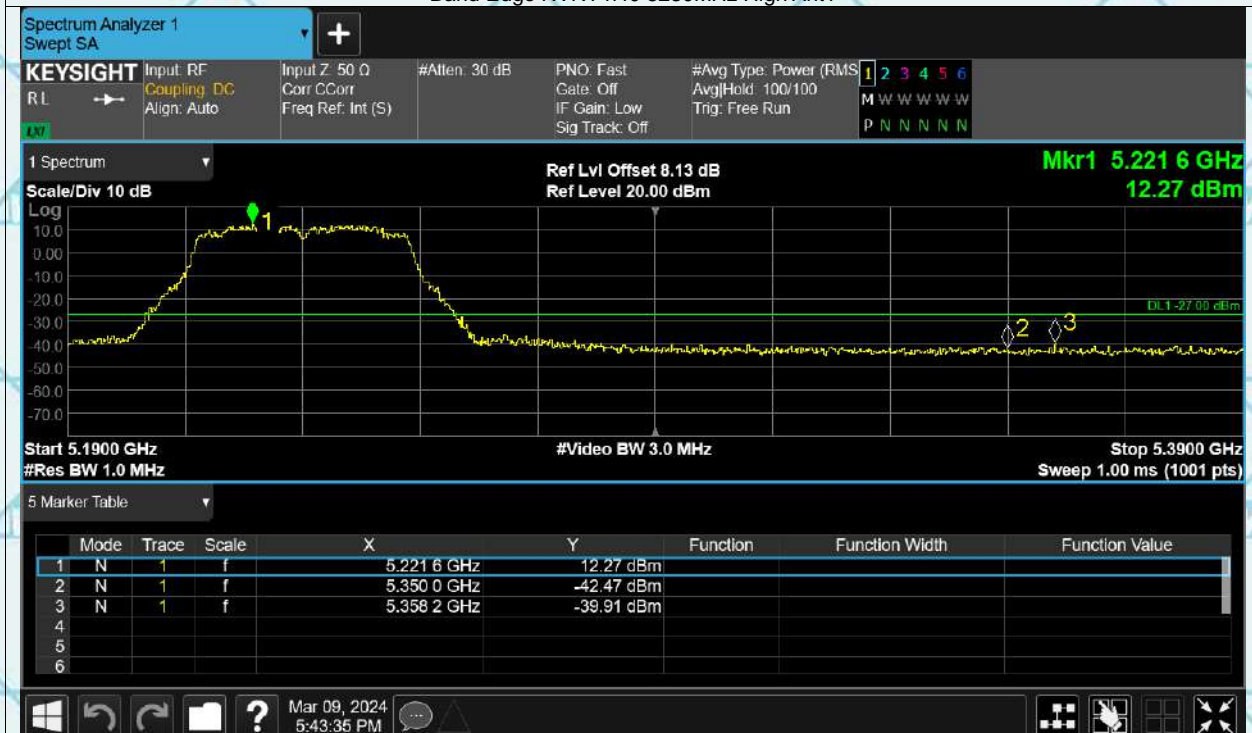 Spectrum Analyzer 1
Swept SA
+
KEYSIGHT
RL
LXI
Input: RF
Coupling: DC
Align: Auto
Input Z: 50 Ω
Corr CCorr
Freq Ref: Int (S)
#Atten: 30 dB
PNO: Fast
Gate: Off
IF Gain: Low
Sig Track: Off
#Avg Type: Power (RMS
Avg|Hold: 100/100
Trig: Free Run
1 2 3 4 5 6
M W W W W W
P N N N N N
1 Spectrum
Scale/Div 10 dB
Ref Lvl Offset 8.13 dB
Ref Level 20.00 dBm
Mkr1 5.221 6 GHz
12.27 dBm
Log
10.0
0.00
-10.0
-20.0
-30.0
-40.0
-50.0
-60.0
-70.0
1
DL1 -27.00 dBm
2
3
Start 5.1900 GHz
#Res BW 1.0 MHz
#Video BW 3.0 MHz
Stop 5.3900 GHz
Sweep 1.00 ms (1001 pts)
5 Marker Table
Mode Trace Scale X Y Function Function Width Function Value
1 N 1 f 5.221 6 GHz 12.27 dBm
2 N 1 f 5.350 0 GHz -42.47 dBm
3 N 1 f 5.358 2 GHz -39.91 dBm
4
5
6
?
Mar 09, 2024
5:43:35 PM